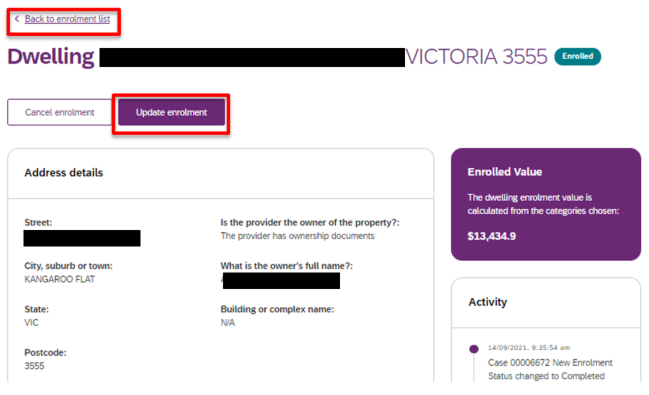 < Back to enrolment list
Dwelling VICTORIA 3555 Enrolled
Cancel enrolment Update enrolment
Address details
Street:
Is the provider the owner of the property?:
The provider has ownership documents
City, suburb or town:
KANGAROO FLAT
What is the owner's full name?:
State:
VIC
Building or complex name:
N/A
Postcode:
3555
Enrolled Value
The dwelling enrolment value is
calculated from the categories chosen:
$13,434.9
Activity
14/09/2021, 9:35:54 am
Case 00006672 New Enrolment
Status changed to Completed